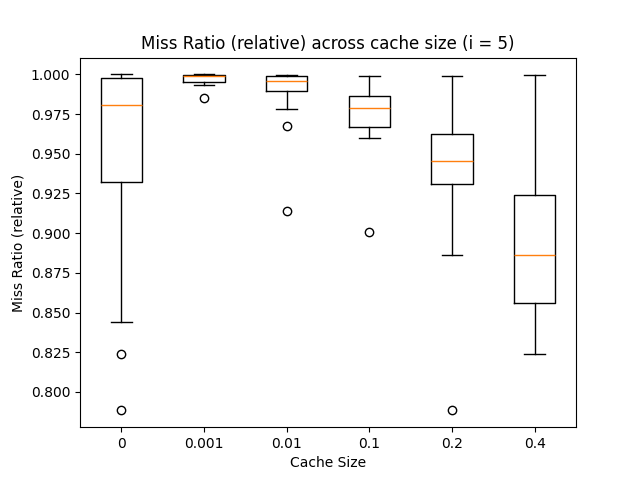 Miss Ratio (relative) across cache size (i = 5)
1.000
0.975
0.950
0.925
0.900
0.875
0.850
0.825
0.800
Miss Ratio (relative)
0 0.001 0.01 0.1 0.2 0.4
Cache Size